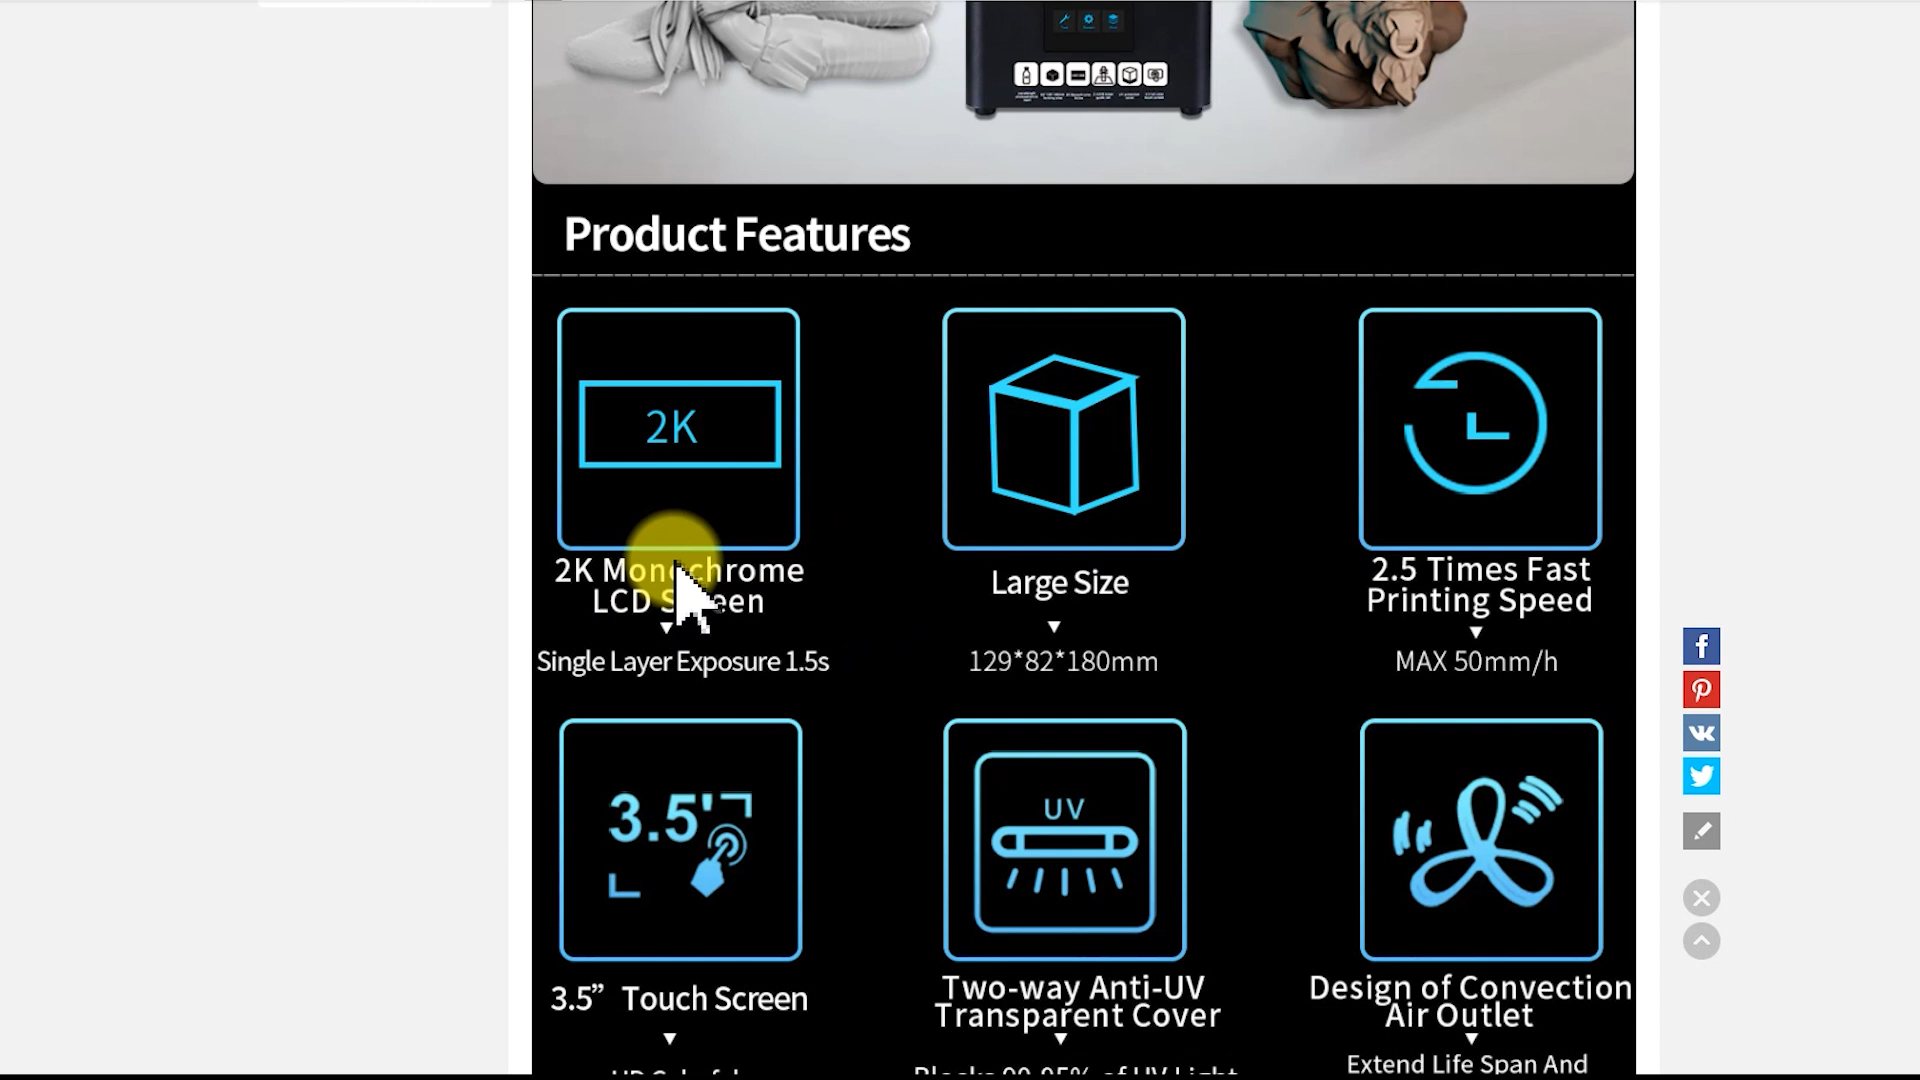 Product Features
2K
2K Monochrome
LCD Screen
Single Layer Exposure 1.5s
Large Size
129*82*180mm
2.5 Times Fast
Printing Speed
MAX 50mm/h
3.5'
3.5” Touch Screen
UV
Two-way Anti-UV
Transparent Cover
Design of Convection
Air Outlet
Extend Life Span And